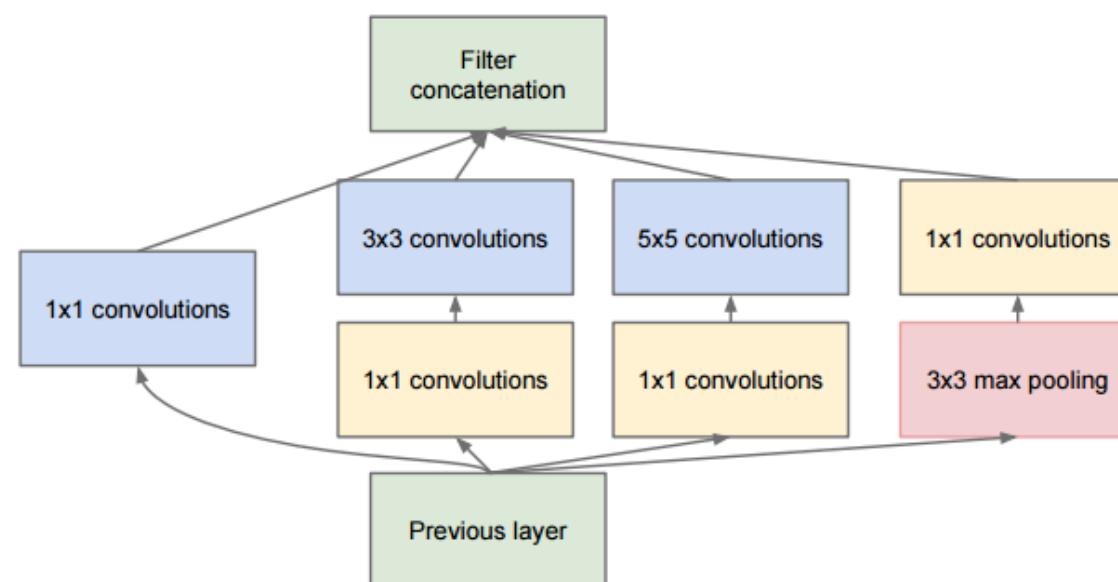 Filter
concatenation
3x3 convolutions
5x5 convolutions
1x1 convolutions
1x1 convolutions
1x1 convolutions
1x1 convolutions
3x3 max pooling
Previous layer